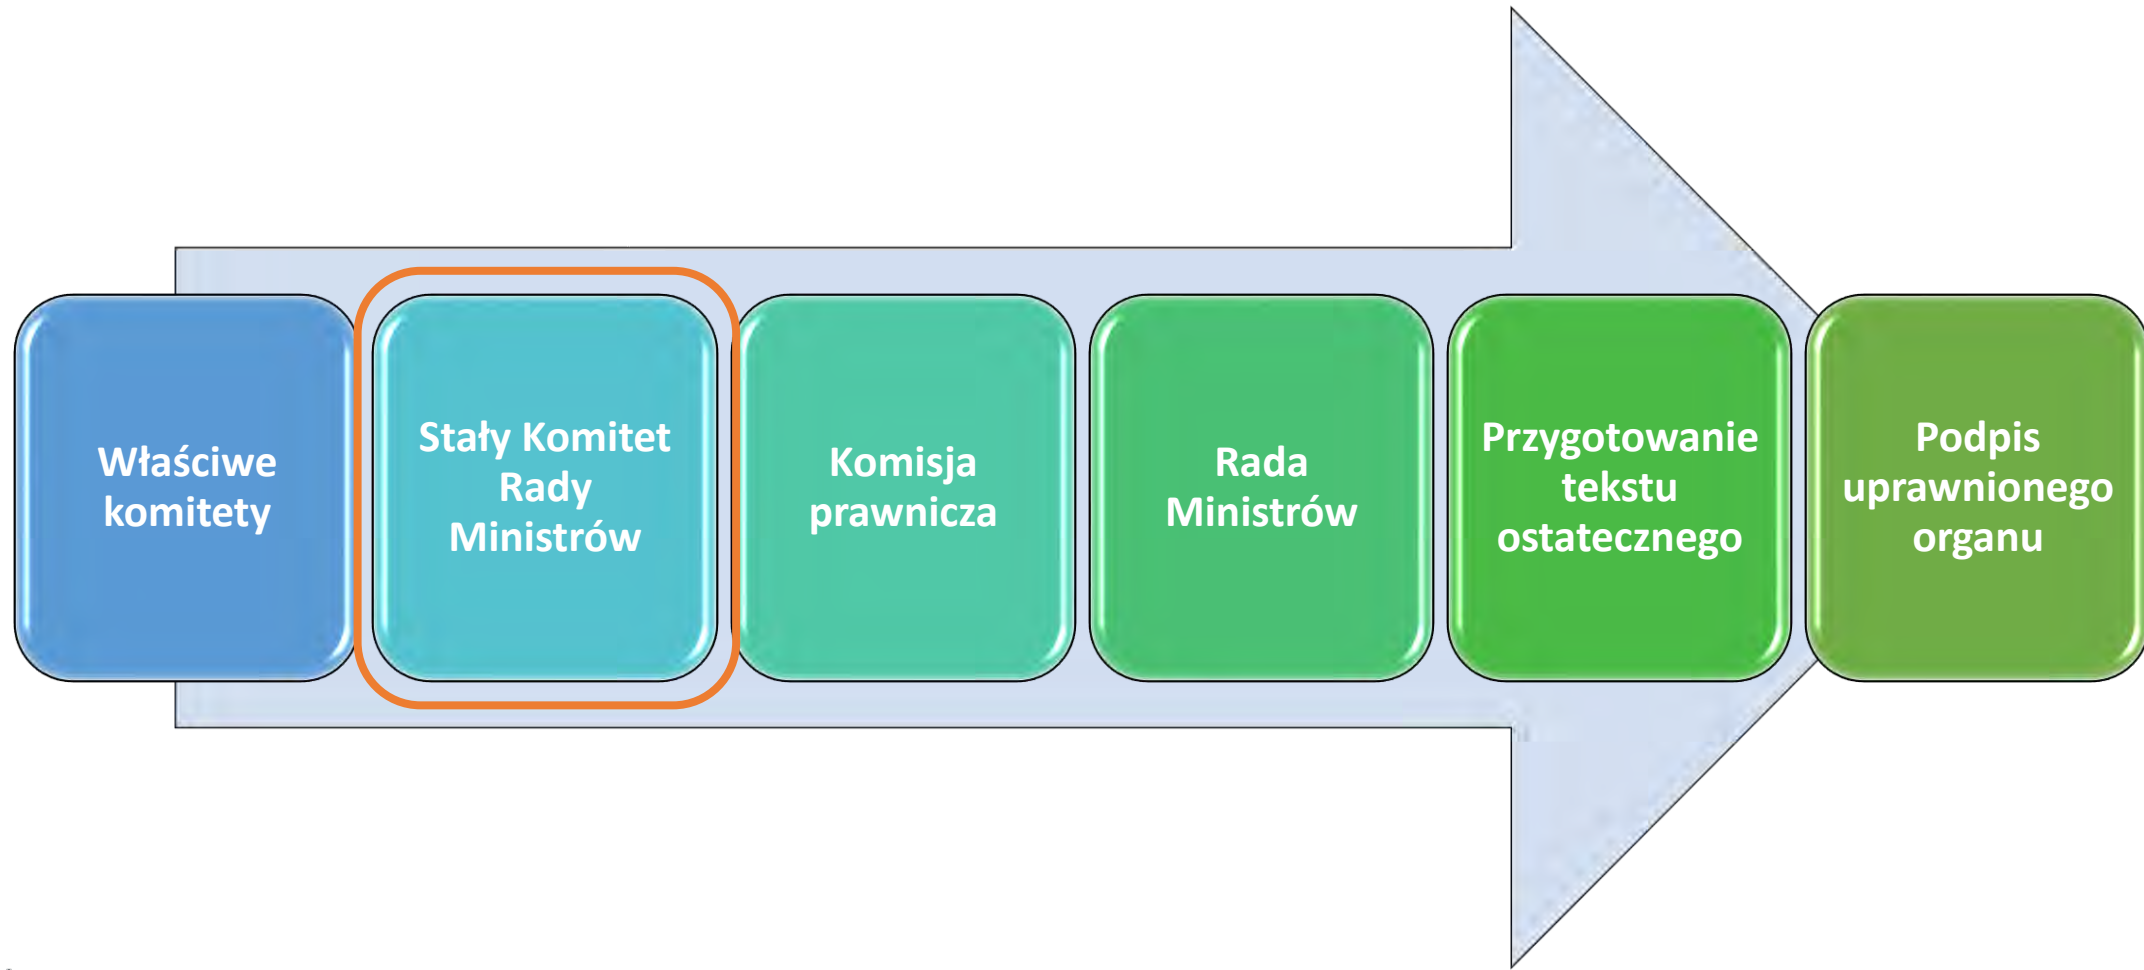 Właściwe
komitety
Stały Komitet
Rady
Ministrów
Komisja
prawnicza
Rada
Ministrów
Przygotowanie
tekstu
ostatecznego
Podpis
uprawnionego
organu